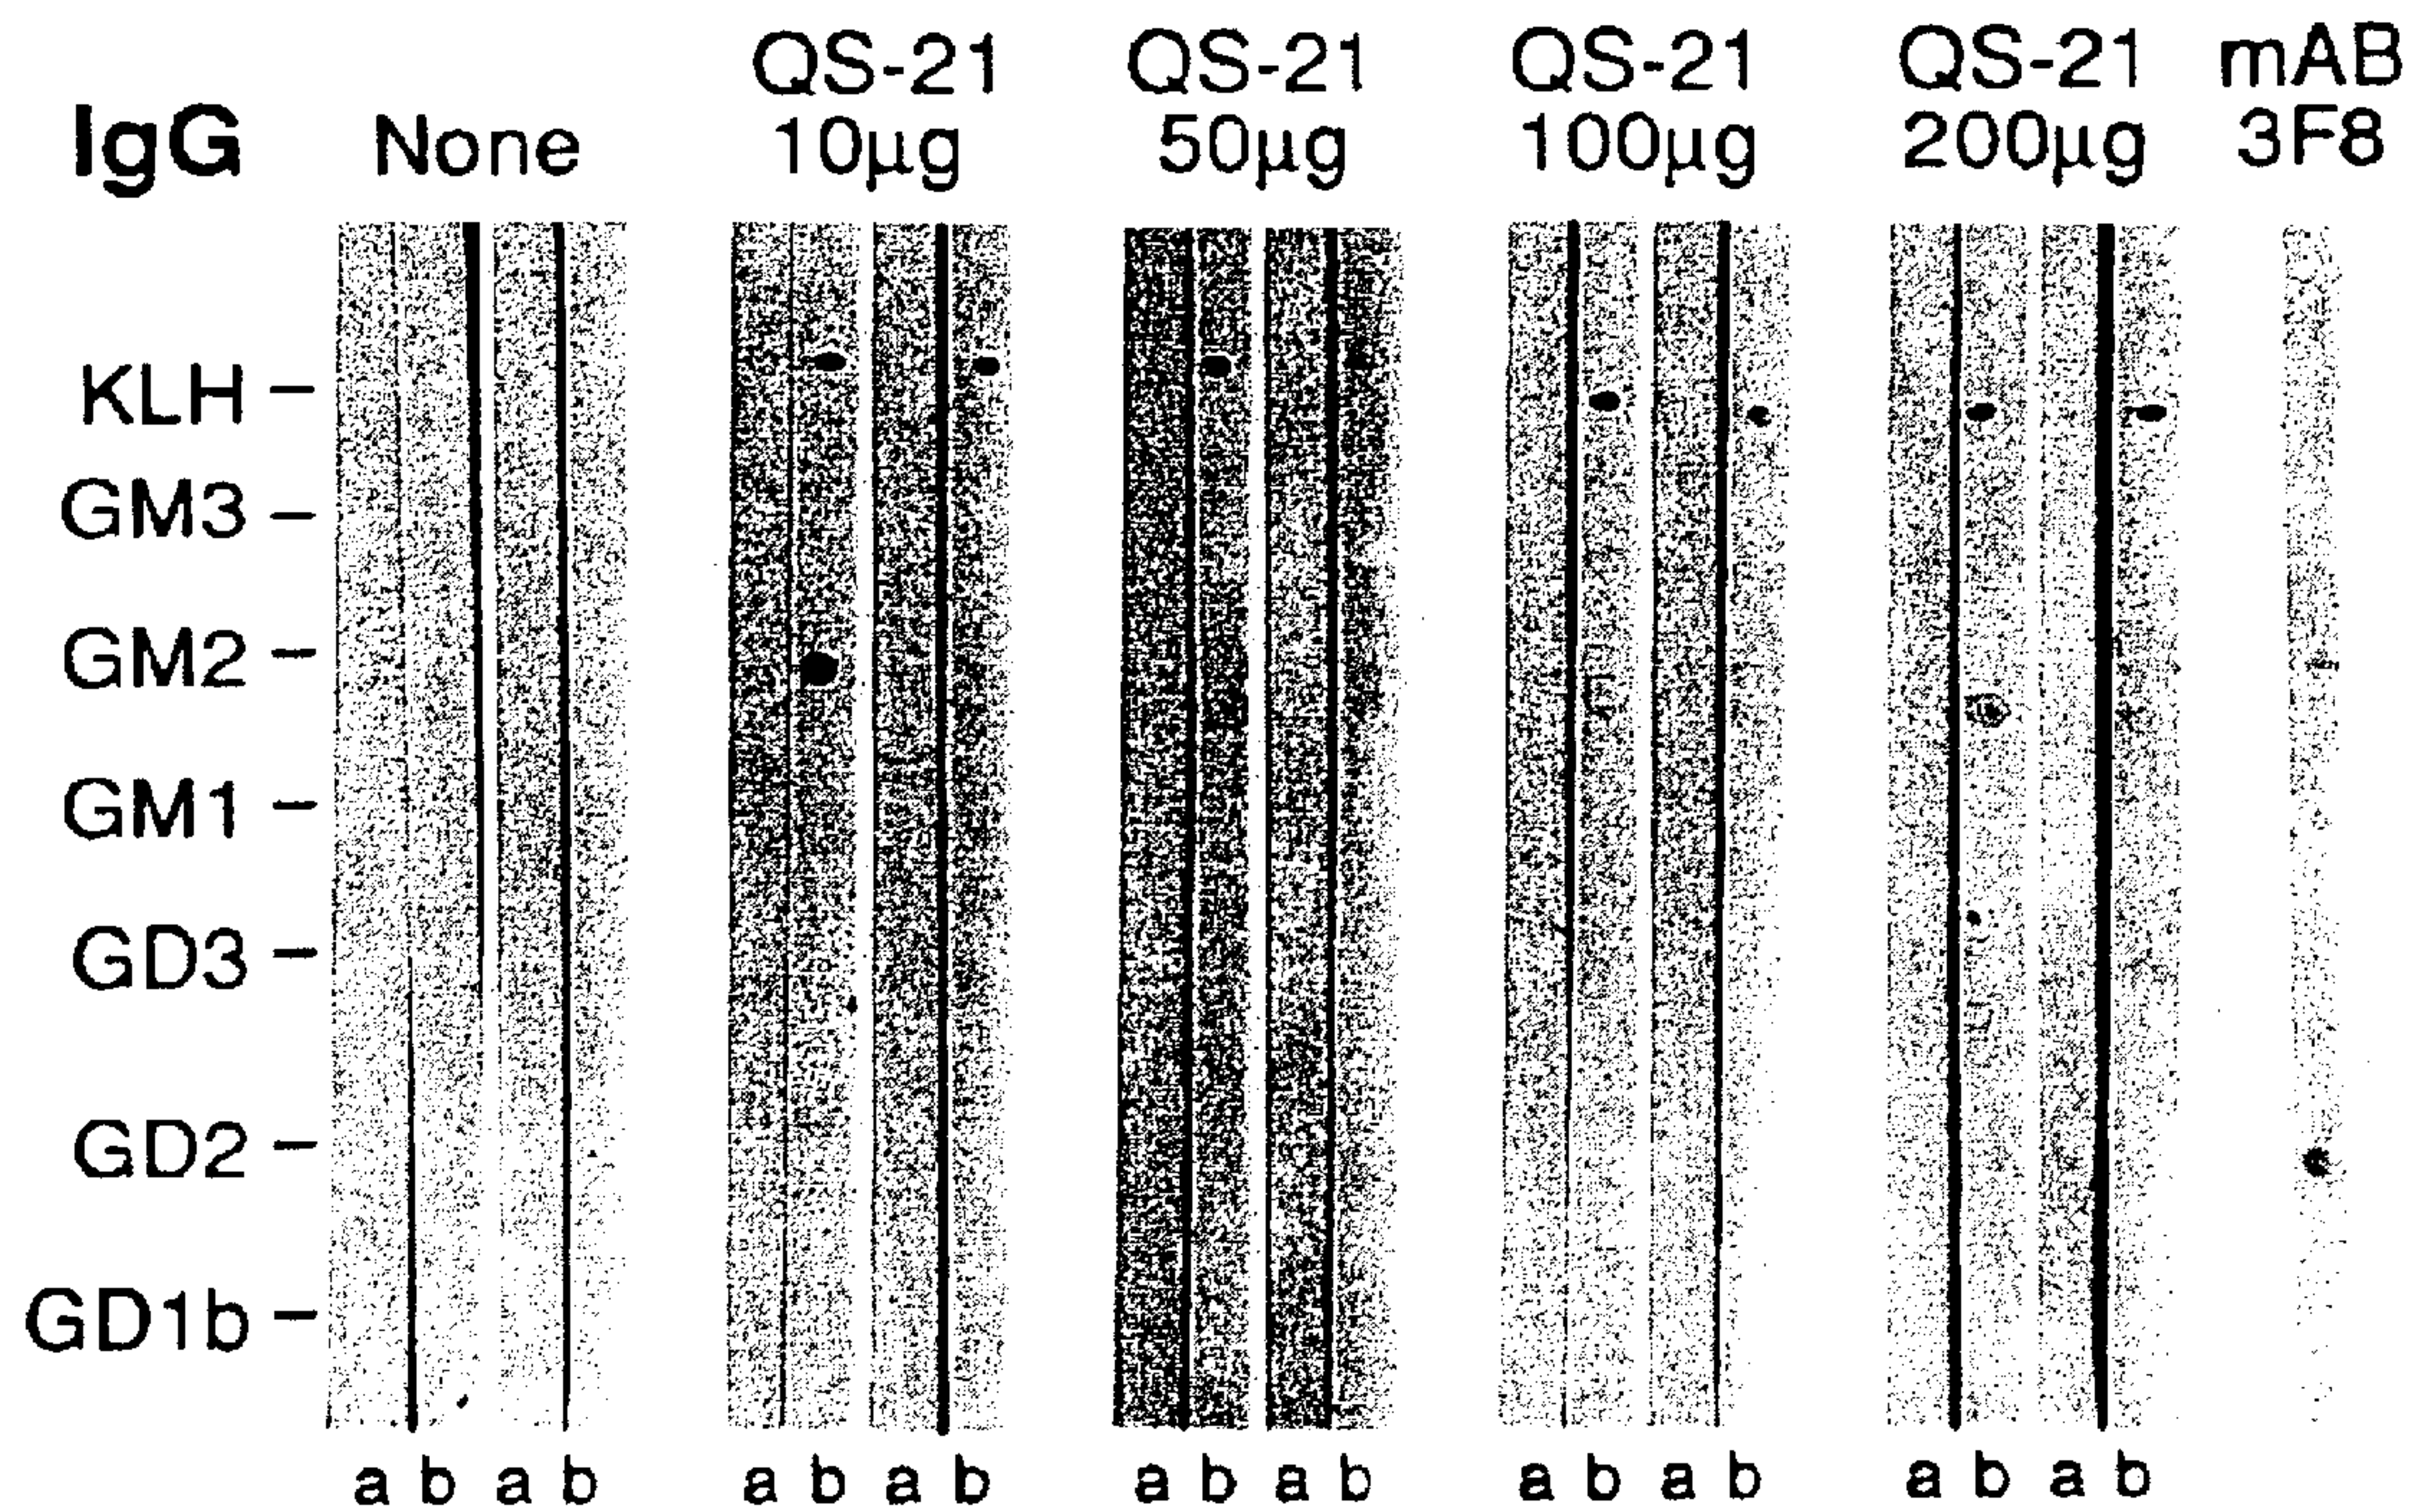 QS-21 QS-21 QS-21 QS-21 mAB
IgG None 10µg 50µg 100µg 200µg 3F8
KLH
GM3
GM2
GM1
GD3
GD2
GD1b
a b a b a b a b a b a b a b a b a b a b